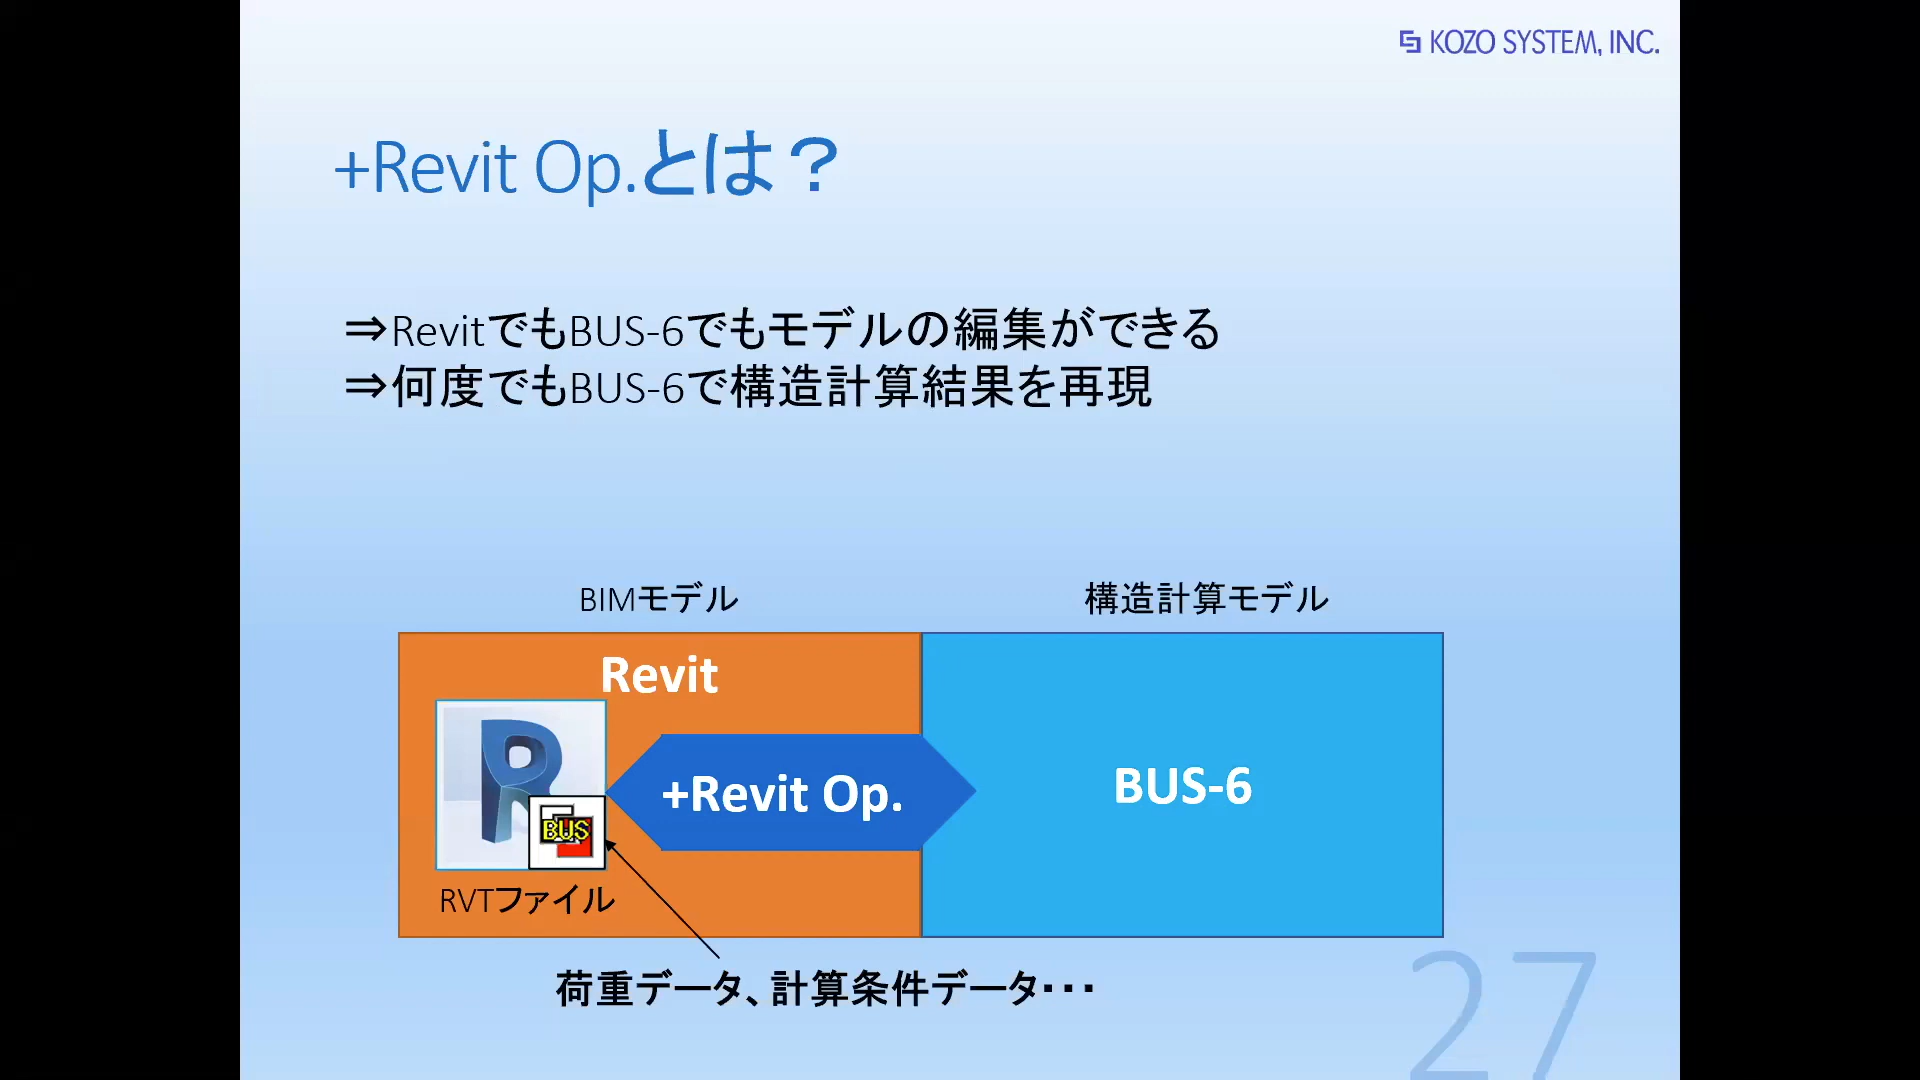 KOZO SYSTEM, INC.
+Revit Op.とは？
⇒RevitでもBUS-6でもモデルの編集ができる
⇒何度でもBUS-6で構造計算結果を再現
BIMモデル
構造計算モデル
Revit
+Revit Op.
BUS-6
BUS
RVTファイル
荷重データ、計算条件データ・・・
27